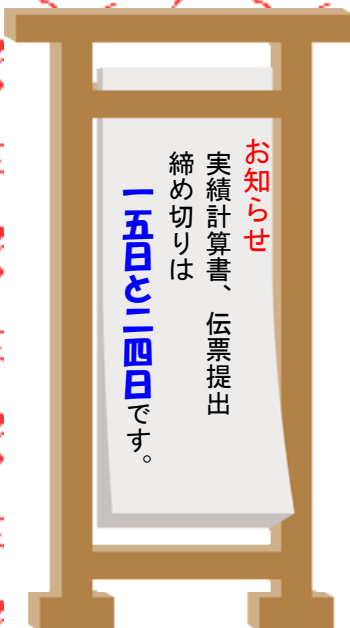 お知らせ
実績計算書、伝票提出
締め切りは
一五日と二四日です。